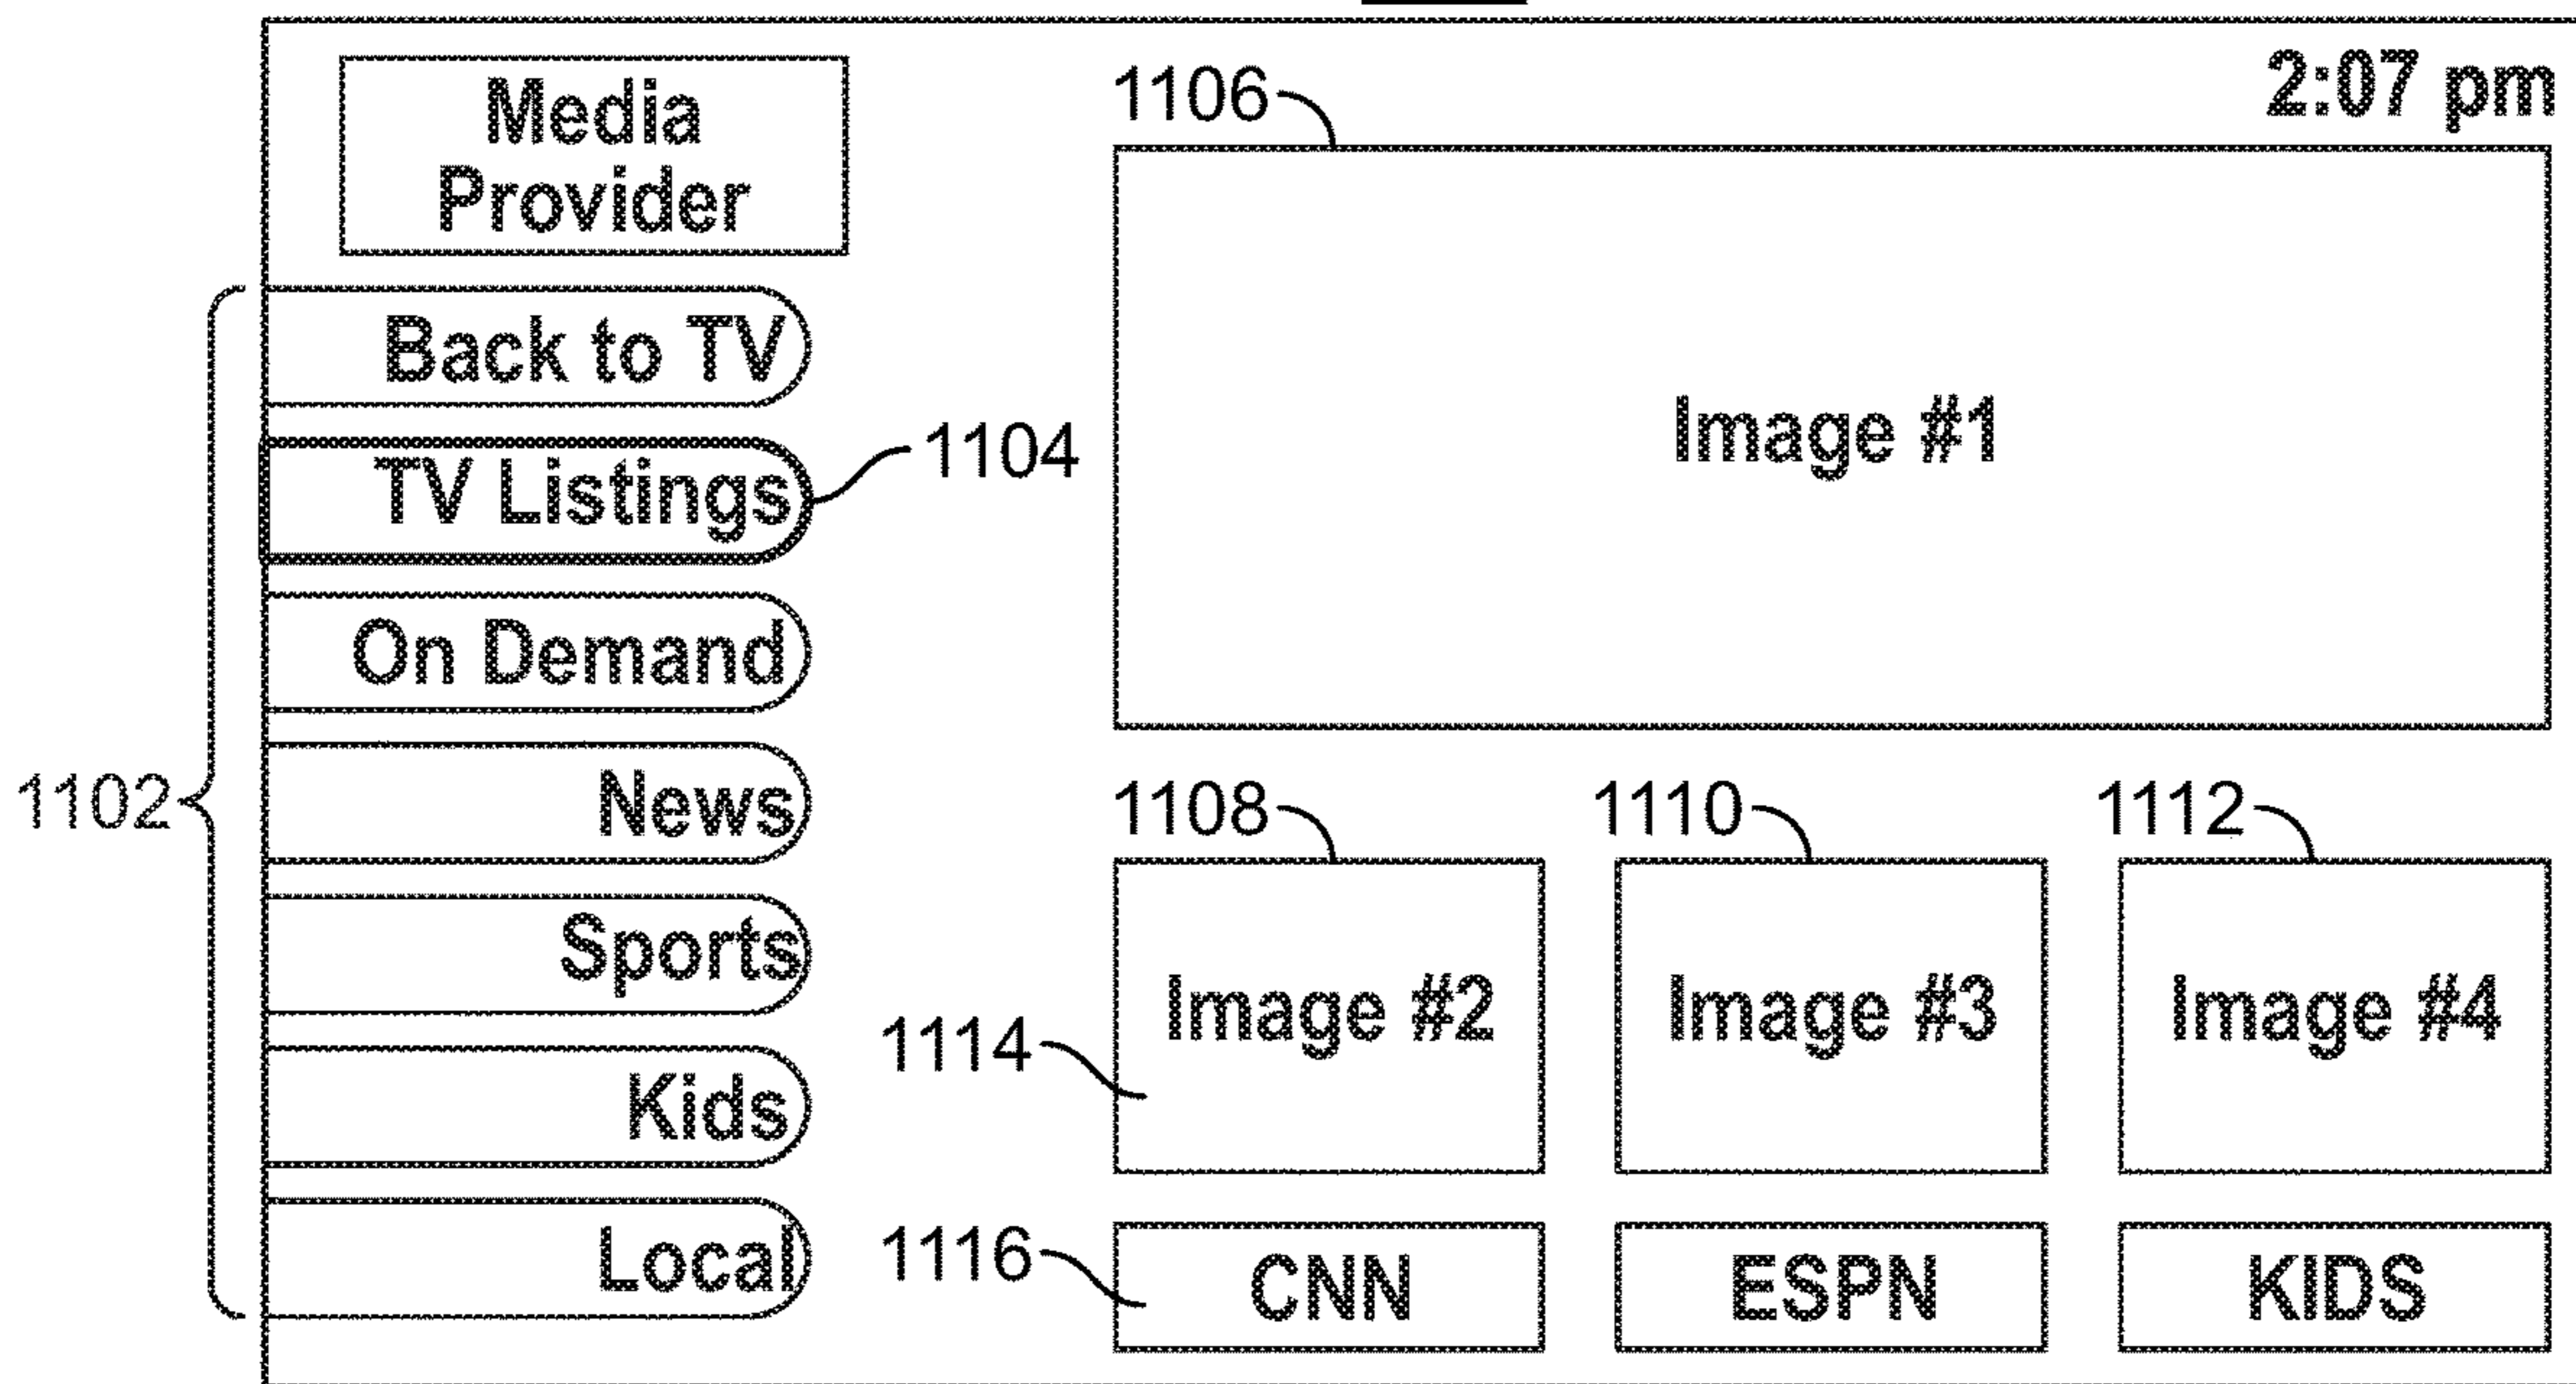 2:07 pm
Media
Provider
1106
Back to TV
TV Listings
1104
Image #1
On Demand
1102
News
1108
1110
1112
Sports
1114
Image #2
Image #3
Image #4
Kids
Local
1116
CNN
ESPN
KIDS